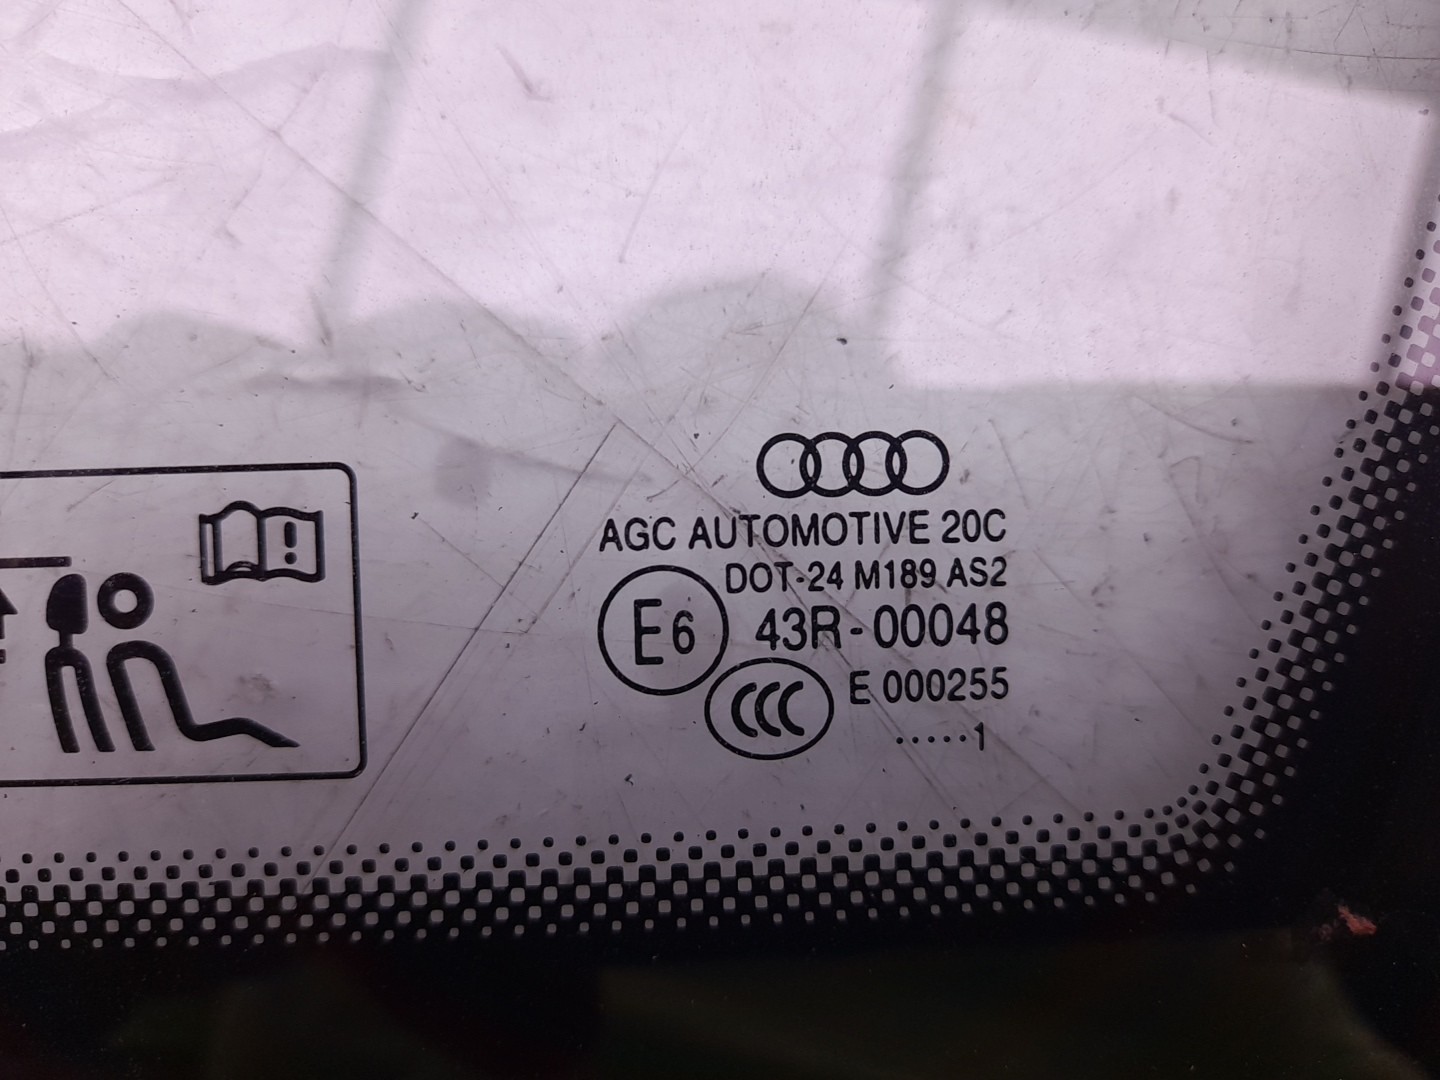 AGC AUTOMOTIVE 20C
DOT-24 M189 AS2
E6 43R-00048
CCC E 000255
.....1